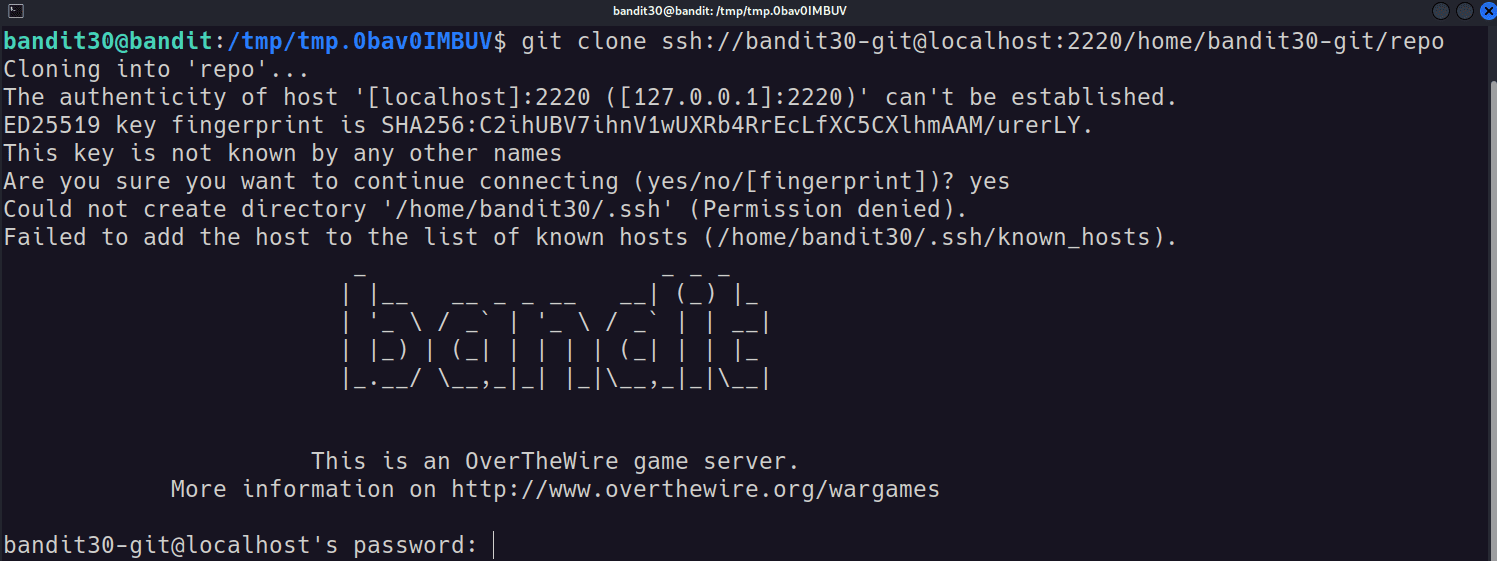 bandit30@bandit: /tmp/tmp.0bav0IMBUV
bandit30@bandit:/tmp/tmp.0bav0IMBUV$ git clone ssh://bandit30-git@localhost:2220/home/bandit30-git/repo
Cloning into 'repo'...
The authenticity of host '[localhost]:2220 ([127.0.0.1]:2220)' can't be established.
ED25519 key fingerprint is SHA256:C2ihUBV7ihnV1wUXRb4RrEcLfXC5CXlhmAAM/urerLY.
This key is not known by any other names
Are you sure you want to continue connecting (yes/no/[fingerprint])? yes
Could not create directory '/home/bandit30/.ssh' (Permission denied).
Failed to add the host to the list of known hosts (/home/bandit30/.ssh/known_hosts).
                         _                     _ _ _
                        | |__   __ _ _ __   __| (_) |_
                        | '_ \ / _` | '_ \ / _` | | __|
                        | |_) | (_| | | | | (_| | | |_
                        |_.__/ \__,_|_| |_|\__,_|_|\__|
This is an OverTheWire game server.
More information on http://www.overthewire.org/wargames
bandit30-git@localhost's password: